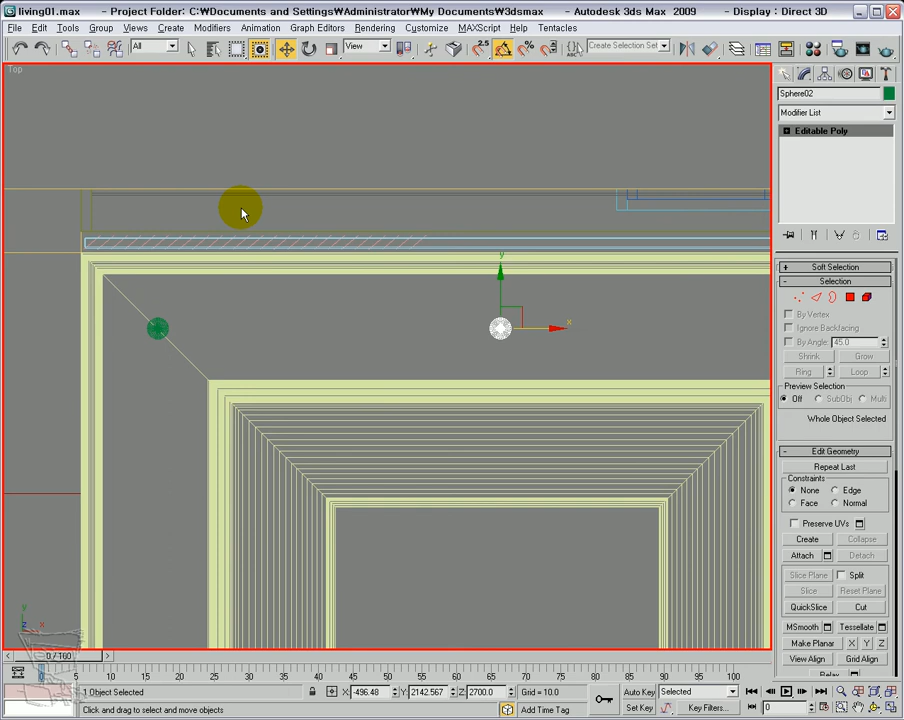 living01.max - Project Folder: C:₩Documents and Settings₩Administrator₩My Documents₩3dsmax - Autodesk 3ds Max 2009 - Display : Direct 3D
File Edit Tools Group Views Create Modifiers Animation Graph Editors Rendering Customize MAXScript Help Tentacles
All View 2.5 Create Selection Set
Top
Sphere02
Modifier List
Editable Poly
Soft Selection
Selection
By Vertex
Ignore Backfacing
By Angle: 45.0
Shrink Grow
Ring Loop
Preview Selection
Off SubObj Multi
Whole Object Selected
Edit Geometry
Repeat Last
Constraints
None Edge
Face Normal
Preserve UVs
Create Collapse
Attach Detach
Slice Plane Split
Slice Reset Plane
QuickSlice Cut
MSmooth Tessellate
Make Planar X Y Z
View Align Grid Align
Relax
y
x
y
z x
0 / 100
0 5 10 15 20 25 30 35 40 45 50 55 60 65 70 75 80 85 90 95 100
1 Object Selected X: -496.48 Y: 2142.567 Z: 2700.0 Grid = 10.0 Auto Key Selected
Click and drag to select and move objects Add Time Tag Set Key Key Filters... 0